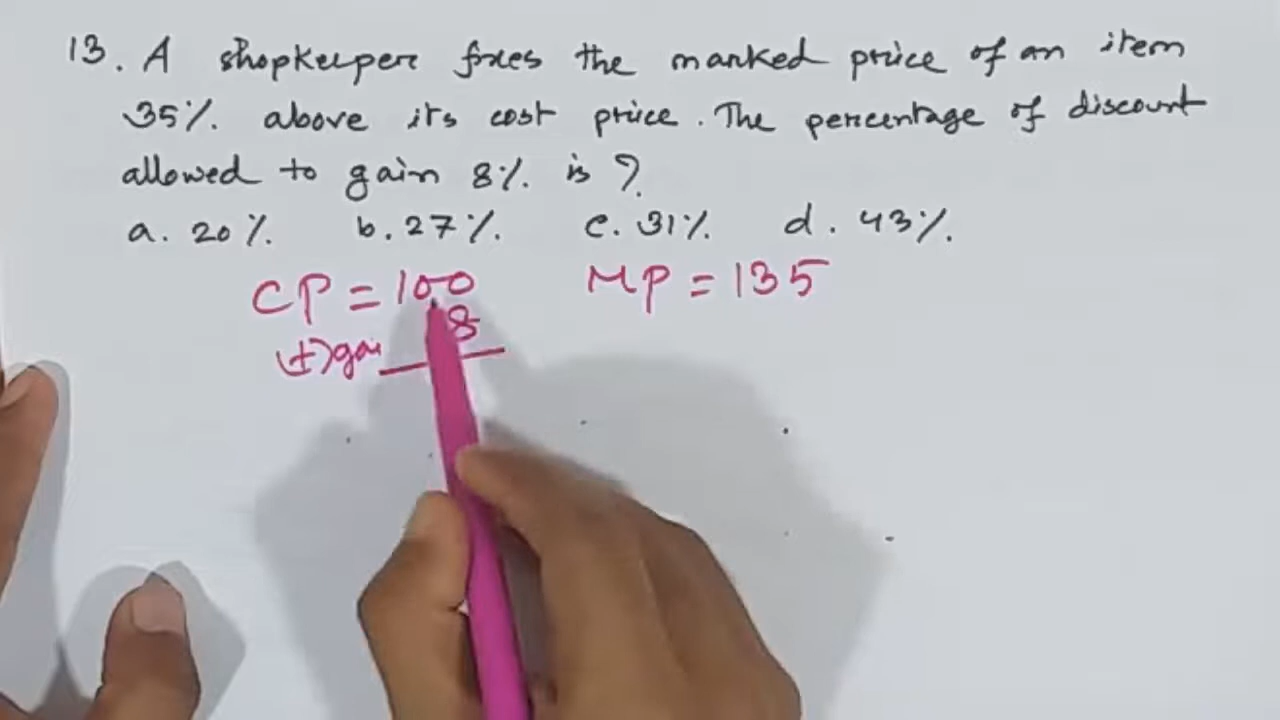 13. A shopkeeper fixes the marked price of an item
35% above its cost price. The percentage of discount
allowed to gain 8% is ?
a. 20% b. 27% c. 31% d. 43%.
CP = 100 MP = 135
8
(+) gai